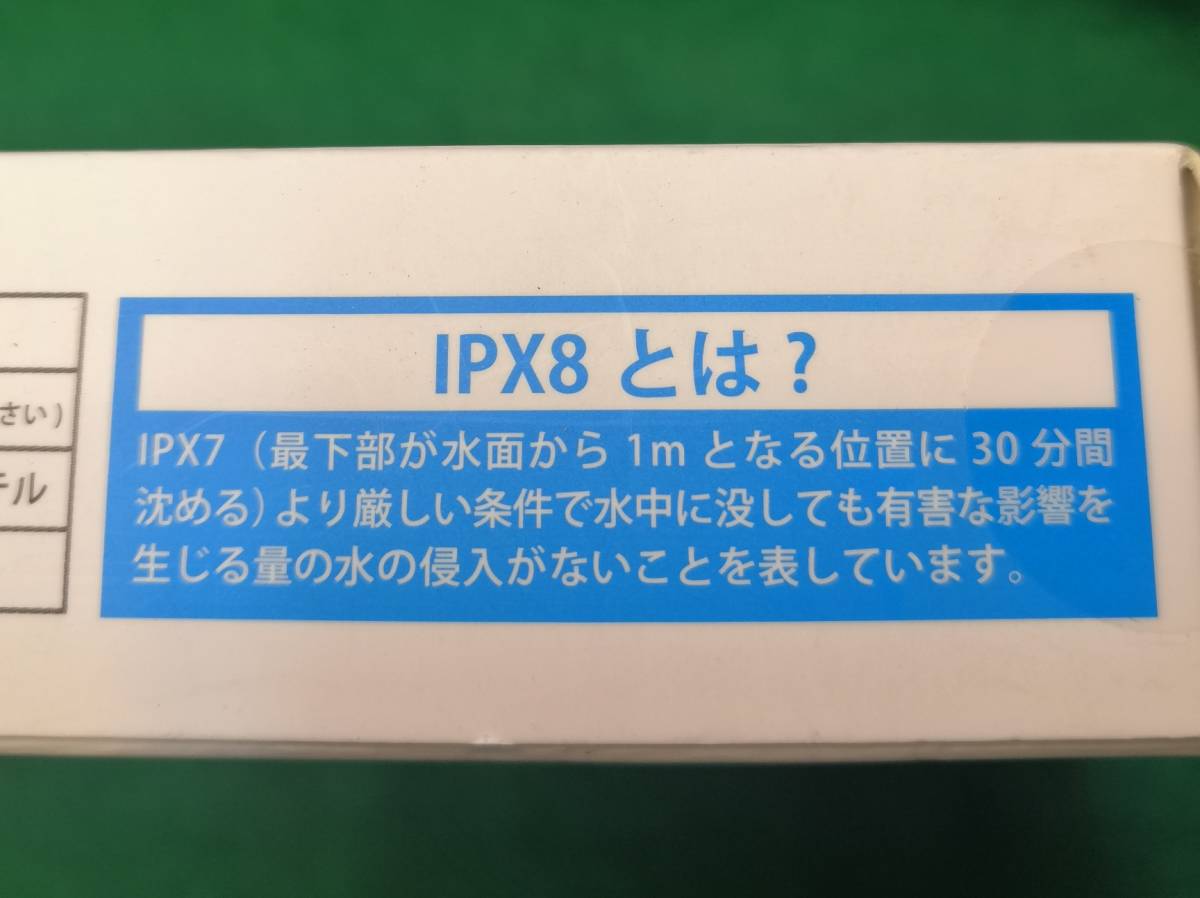 さい)
テル
IPX8 とは?
IPX7 (最下部が水面から 1m となる位置に 30 分間
沈める)より厳しい条件で水中に没しても有害な影響を
生じる量の水の侵入がないことを表しています。